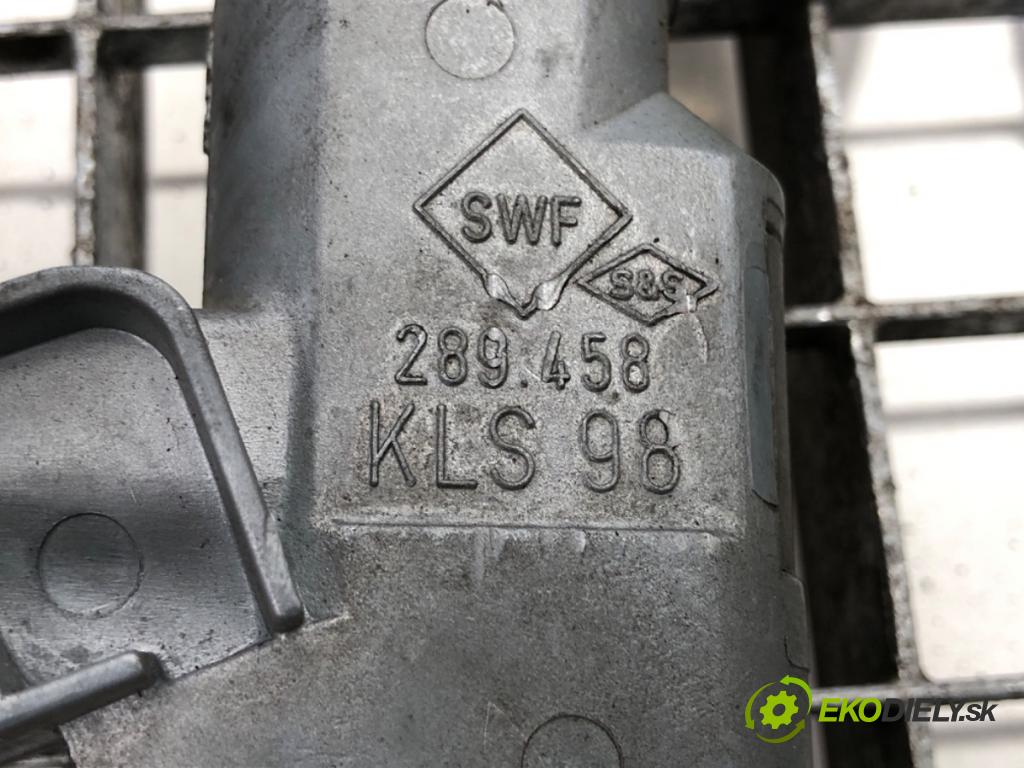 SWF
S&S
289.458
KLS 98
EKODIELY.SK